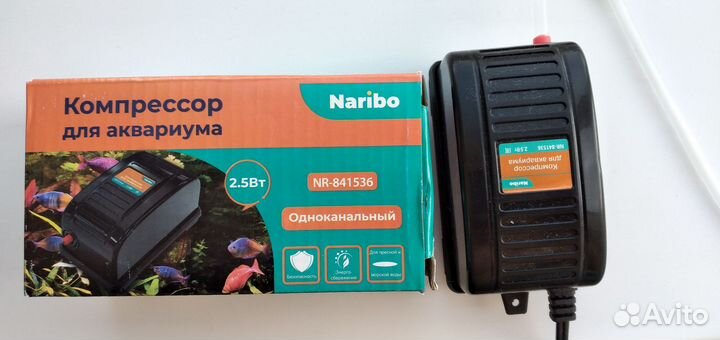 Компрессор
для аквариума
Naribo
2.5Вт
NR-841536
Одноканальный
Безопасность
Энерго-
сбережение
Для пресной и
морской воды
Naribo
Компрессор
для аквариума
NR-841536 2.5Вт
Avito